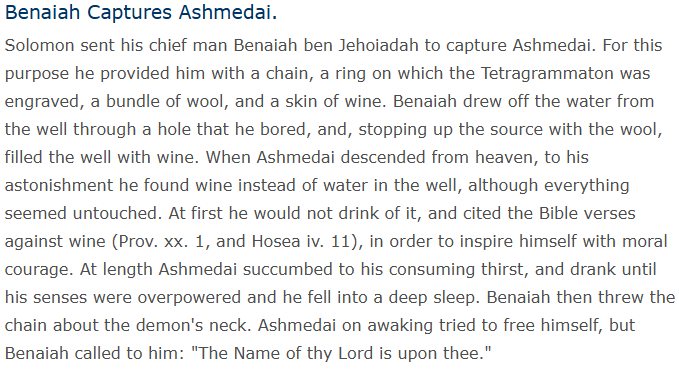 Benaiah Captures Ashmedai.
Solomon sent his chief man Benaiah ben Jehoiadah to capture Ashmedai. For this
purpose he provided him with a chain, a ring on which the Tetragrammaton was
engraved, a bundle of wool, and a skin of wine. Benaiah drew off the water from
the well through a hole that he bored, and, stopping up the source with the wool,
filled the well with wine. When Ashmedai descended from heaven, to his
astonishment he found wine instead of water in the well, although everything
seemed untouched. At first he would not drink of it, and cited the Bible verses
against wine (Prov. xx. 1, and Hosea iv. 11), in order to inspire himself with moral
courage. At length Ashmedai succumbed to his consuming thirst, and drank until
his senses were overpowered and he fell into a deep sleep. Benaiah then threw the
chain about the demon's neck. Ashmedai on awaking tried to free himself, but
Benaiah called to him: "The Name of thy Lord is upon thee."